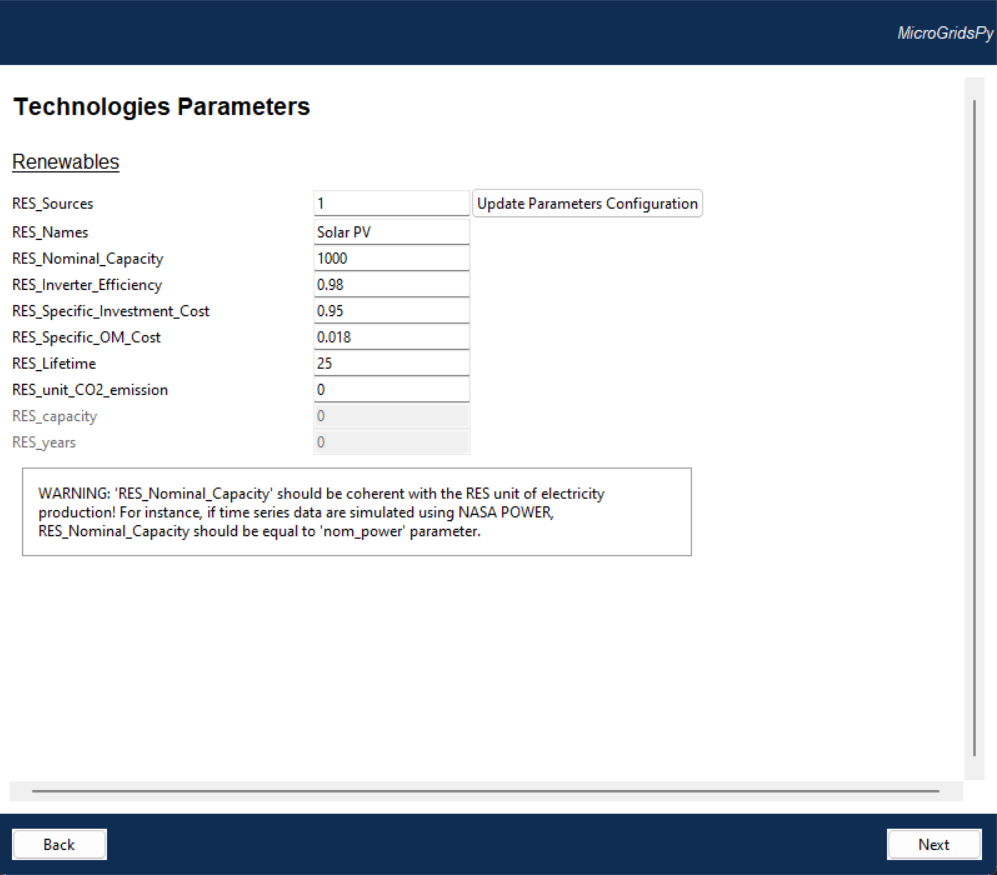 MicroGridsPy
Technologies Parameters
Renewables
RES_Sources 1 Update Parameters Configuration
RES_Names Solar PV
RES_Nominal_Capacity 1000
RES_Inverter_Efficiency 0.98
RES_Specific_Investment_Cost 0.95
RES_Specific_OM_Cost 0.018
RES_Lifetime 25
RES_unit_CO2_emission 0
RES_capacity 0
RES_years 0
WARNING: 'RES_Nominal_Capacity' should be coherent with the RES unit of electricity
production! For instance, if time series data are simulated using NASA POWER,
RES_Nominal_Capacity should be equal to 'nom_power' parameter.
Back Next